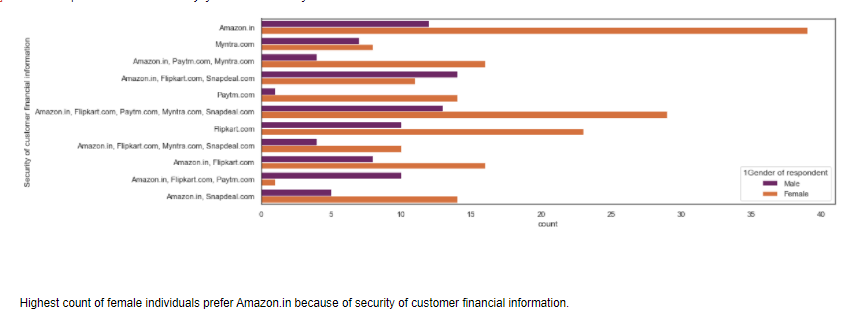 Security of customer financial information
Amazon.in
Myntra.com
Amazon.in, Paytm.com, Myntra.com
Amazon.in, Flipkart.com, Snapdeal.com
Paytm.com
Amazon.in, Flipkart.com, Paytm.com, Myntra.com, Snapdeal.com
Flipkart.com
Amazon.in, Flipkart.com, Myntra.com, Snapdeal.com
Amazon.in, Flipkart.com
Amazon.in, Flipkart.com, Paytm.com
Amazon.in, Snapdeal.com
1Gender of respondent
Male
Female
0 5 10 15 20 25 30 35 40
count
Highest count of female individuals prefer Amazon.in because of security of customer financial information.